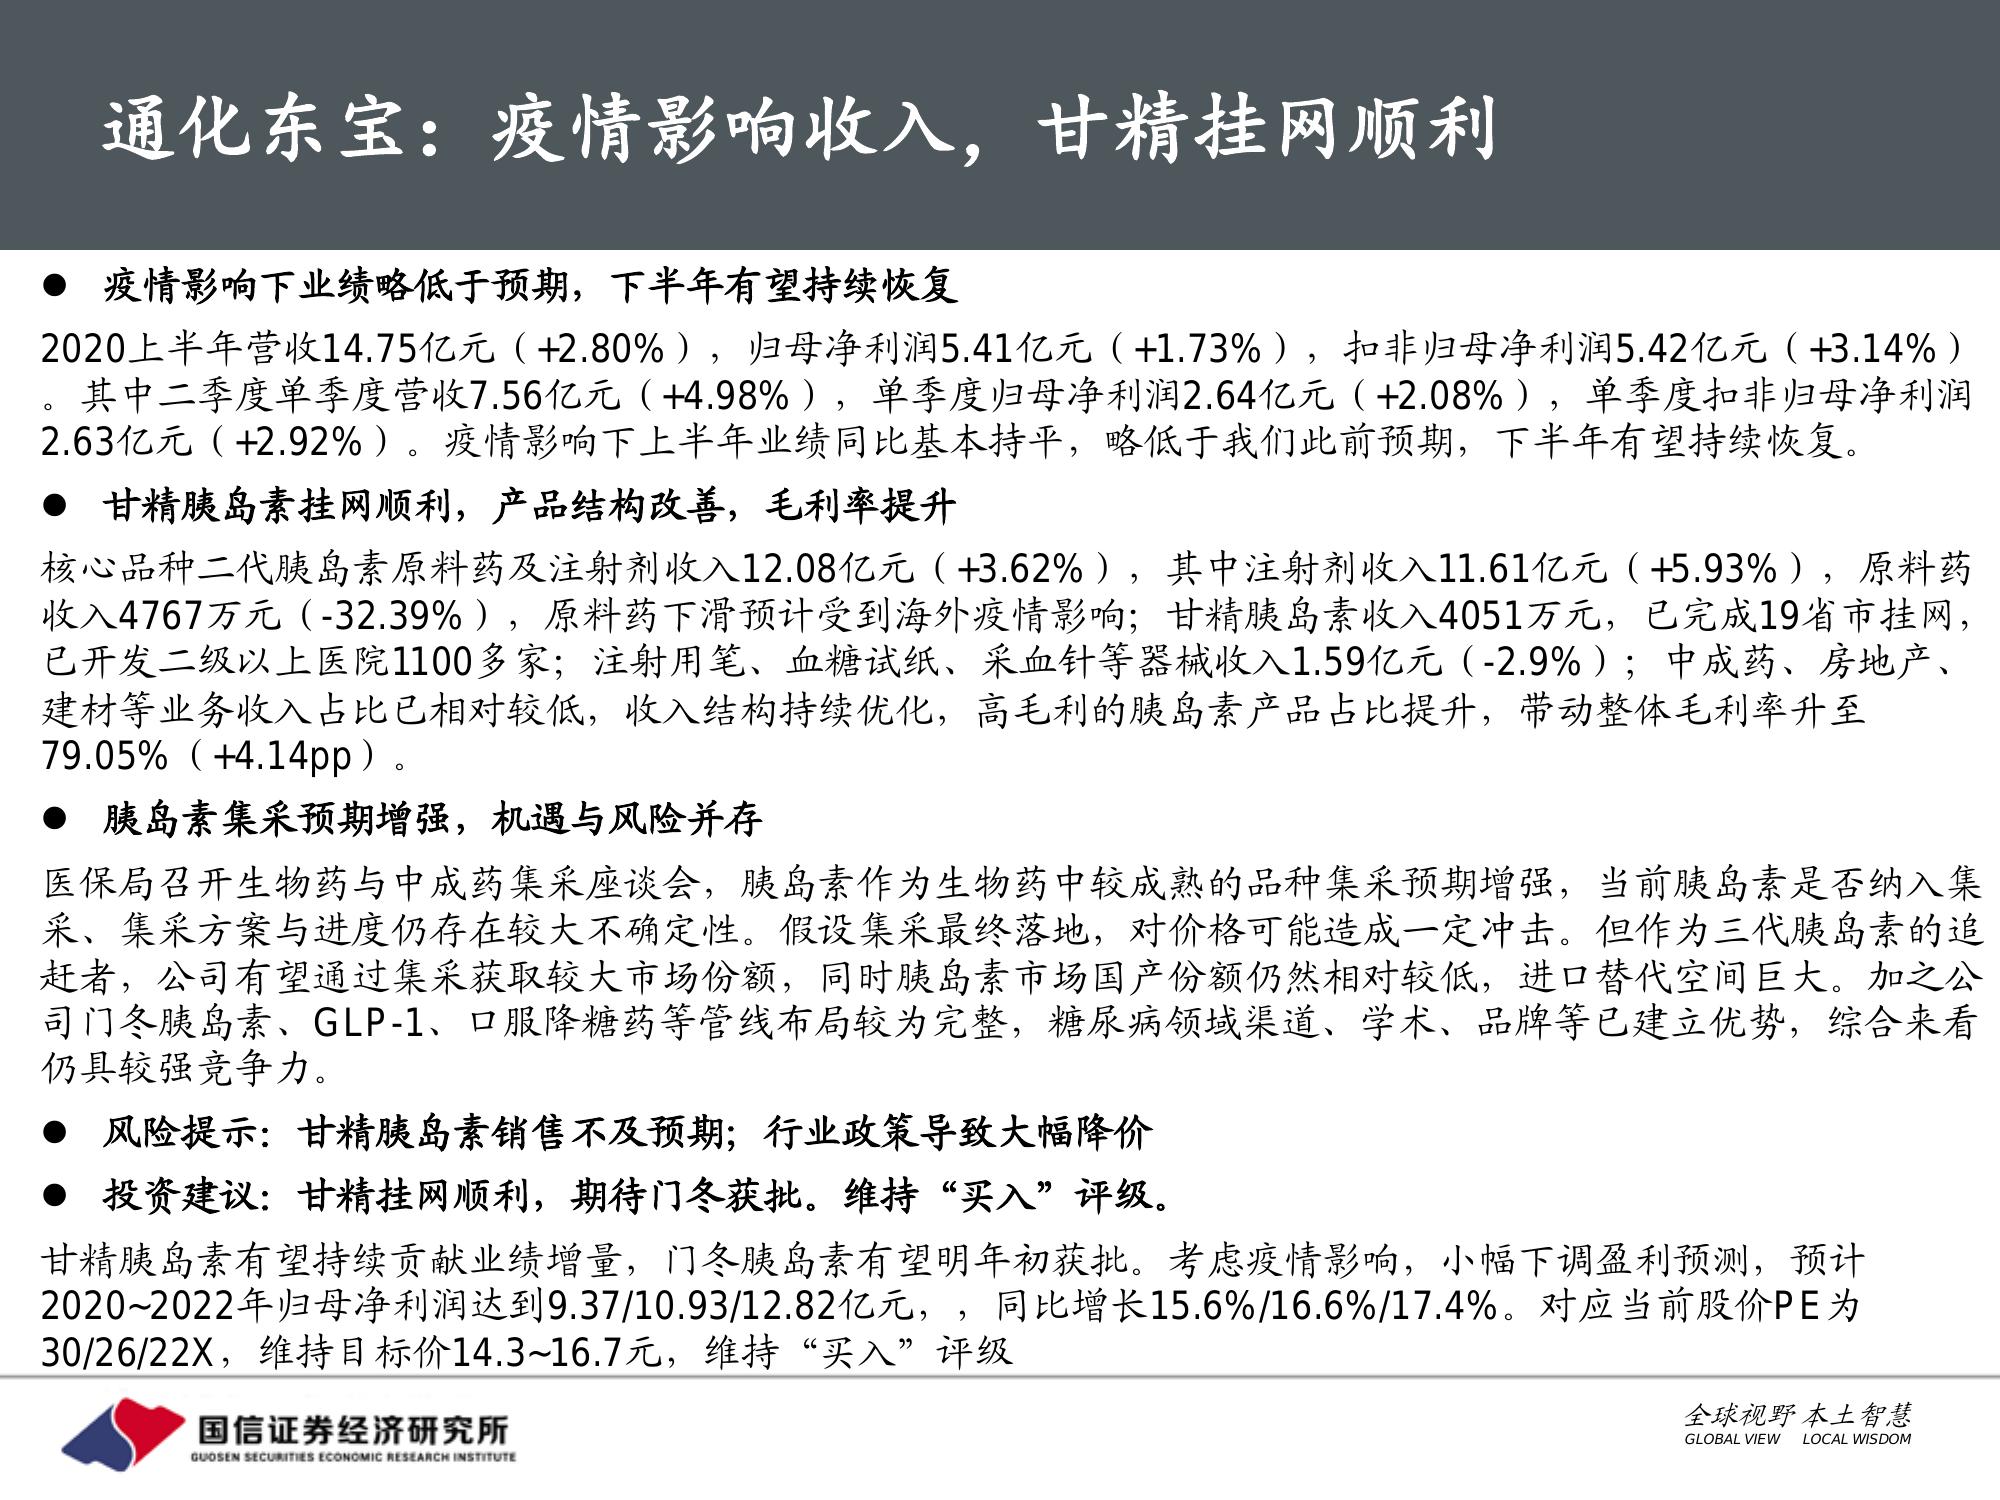 通化东宝：疫情影响收入，甘精挂网顺利
● 疫情影响下业绩略低于预期，下半年有望持续恢复
2020上半年营收14.75亿元（+2.80%），归母净利润5.41亿元（+1.73%），扣非归母净利润5.42亿元（+3.14%）
。其中二季度单季度营收7.56亿元（+4.98%），单季度归母净利润2.64亿元（+2.08%），单季度扣非归母净利润
2.63亿元（+2.92%）。疫情影响下上半年业绩同比基本持平，略低于我们此前预期，下半年有望持续恢复。
● 甘精胰岛素挂网顺利，产品结构改善，毛利率提升
核心品种二代胰岛素原料药及注射剂收入12.08亿元（+3.62%），其中注射剂收入11.61亿元（+5.93%），原料药
收入4767万元（-32.39%），原料药下滑预计受到海外疫情影响；甘精胰岛素收入4051万元，已完成19省市挂网，
已开发二级以上医院1100多家；注射用笔、血糖试纸、采血针等器械收入1.59亿元（-2.9%）；中成药、房地产、
建材等业务收入占比已相对较低，收入结构持续优化，高毛利的胰岛素产品占比提升，带动整体毛利率升至
79.05%（+4.14pp）。
● 胰岛素集采预期增强，机遇与风险并存
医保局召开生物药与中成药集采座谈会，胰岛素作为生物药中较成熟的品种集采预期增强，当前胰岛素是否纳入集
采、集采方案与进度仍存在较大不确定性。假设集采最终落地，对价格可能造成一定冲击。但作为三代胰岛素的追
赶者，公司有望通过集采获取较大市场份额，同时胰岛素市场国产份额仍然相对较低，进口替代空间巨大。加之公
司门冬胰岛素、GLP-1、口服降糖药等管线布局较为完整，糖尿病领域渠道、学术、品牌等已建立优势，综合来看
仍具较强竞争力。
● 风险提示：甘精胰岛素销售不及预期；行业政策导致大幅降价
● 投资建议：甘精挂网顺利，期待门冬获批。维持“买入”评级。
甘精胰岛素有望持续贡献业绩增量，门冬胰岛素有望明年初获批。考虑疫情影响，小幅下调盈利预测，预计
2020~2022年归母净利润达到9.37/10.93/12.82亿元，，同比增长15.6%/16.6%/17.4%。对应当前股价PE为
30/26/22X，维持目标价14.3~16.7元，维持“买入”评级
国信证券经济研究所
GUOSEN SECURITIES ECONOMIC RESEARCH INSTITUTE
全球视野 本土智慧
GLOBAL VIEW LOCAL WISDOM